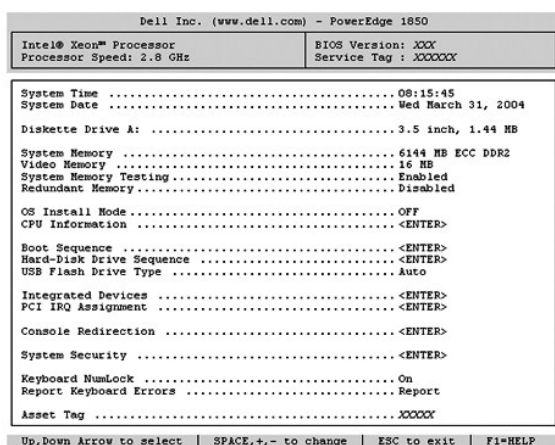 Dell Inc. (www.dell.com) - PowerEdge 1850
Intel® Xeon™ Processor
Processor Speed: 2.8 GHz
BIOS Version: XXX
Service Tag : XXXXXX
System Time ...................................... 08:15:45
System Date ...................................... Wed March 31, 2004
Diskette Drive A: ................................ 3.5 inch, 1.44 MB
System Memory .................................... 6144 MB ECC DDR2
Video Memory ..................................... 16 MB
System Memory Testing............................. Enabled
Redundant Memory.................................. Disabled
OS Install Mode................................... OFF
CPU Information .................................. <ENTER>
Boot Sequence .................................... <ENTER>
Hard-Disk Drive Sequence ......................... <ENTER>
USB Flash Drive Type ............................. Auto
Integrated Devices ............................... <ENTER>
PCI IRQ Assignment ............................... <ENTER>
Console Redirection .............................. <ENTER>
System Security .................................. <ENTER>
Keyboard NumLock ................................. On
Report Keyboard Errors ........................... Report
Asset Tag ........................................ XXXXX
Up,Down Arrow to select | SPACE,+,- to change | ESC to exit | F1=HELP